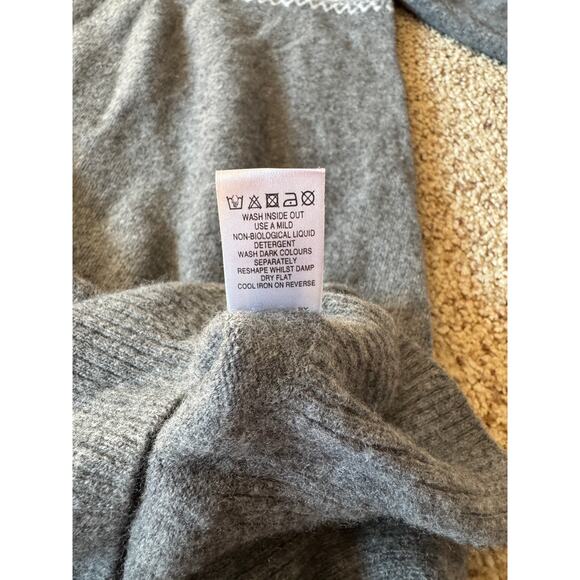 WASH INSIDE OUT
USE A MILD
NON-BIOLOGICAL LIQUID
DETERGENT
WASH DARK COLOURS
SEPARATELY
RESHAPE WHILST DAMP
DRY FLAT
COOL IRON ON REVERSE